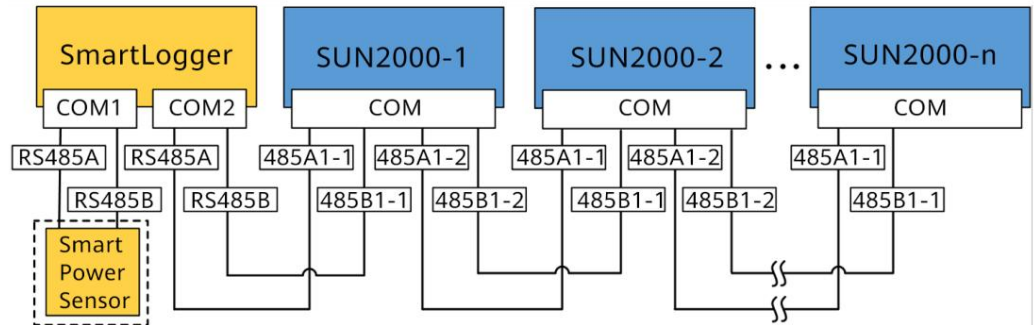 SmartLogger
SUN2000-1
SUN2000-2
...
SUN2000-n
COM1
COM2
COM
COM
COM
RS485A
RS485A
485A1-1
485A1-2
485A1-1
485A1-2
485A1-1
RS485B
RS485B
485B1-1
485B1-2
485B1-1
485B1-2
485B1-1
Smart
Power
Sensor